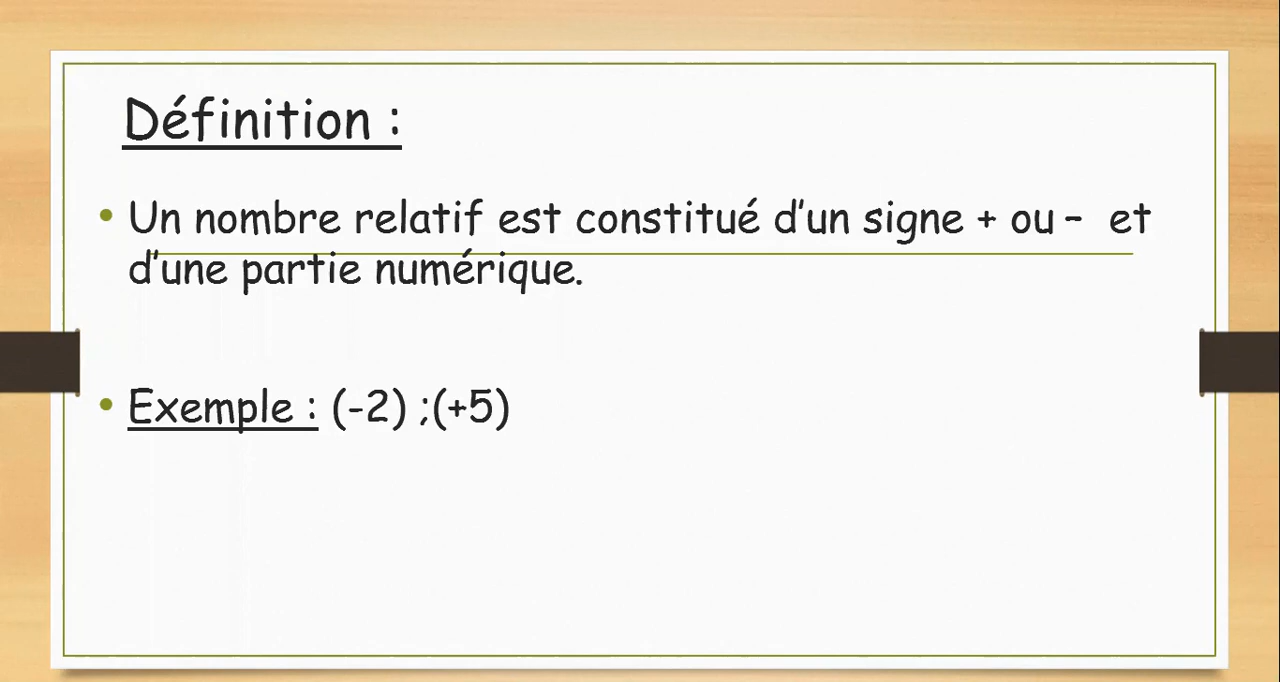 Définition :
• Un nombre relatif est constitué d'un signe + ou – et
d'une partie numérique.
• Exemple : (-2) ;(+5)